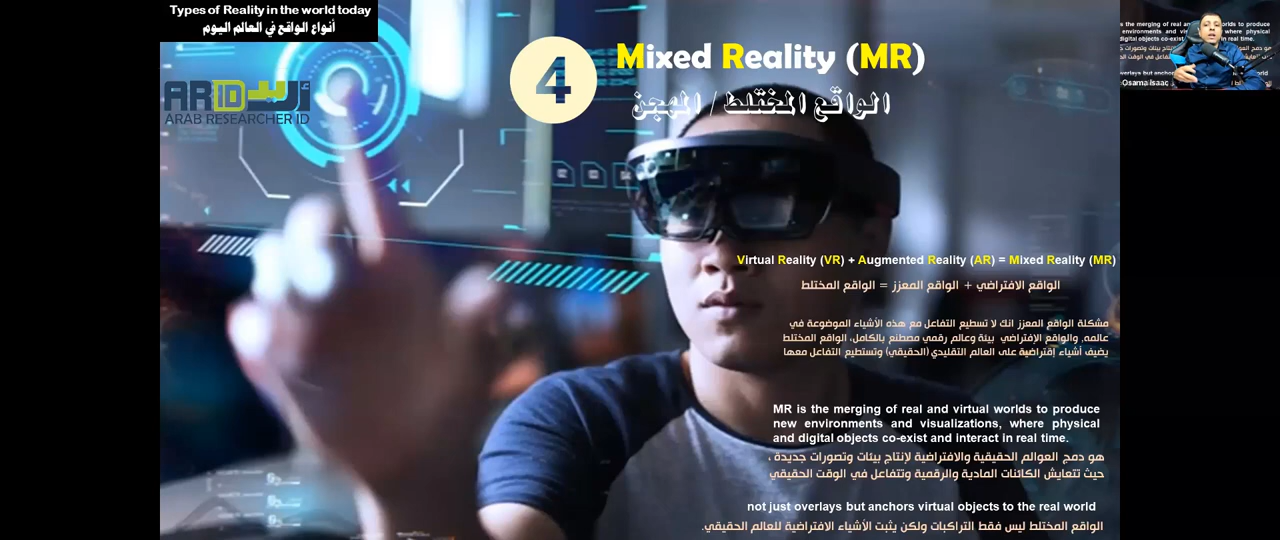 Types of Reality in the world today
أنواع الواقع في العالم اليوم
ARID أريد
ARAB RESEARCHER ID
4
Mixed Reality (MR)
الواقع المختلط / المهجن
Virtual Reality (VR) + Augmented Reality (AR) = Mixed Reality (MR)
الواقع الافتراضي + الواقع المعزز = الواقع المختلط
مشكلة الواقع المعزز انك لا تسطيع التفاعل مع هذه الأشياء الموضوعة في
عالمه. والواقع الإفتراضي بيئة وعالم رقمي مصطنع بالكامل، الواقع المختلط
يضيف أشياء إفتراضية على العالم التقليدي (الحقيقي) وتستطيع التفاعل معها
MR is the merging of real and virtual worlds to produce
new environments and visualizations, where physical
and digital objects co-exist and interact in real time.
هو دمج العوالم الحقيقية والافتراضية لإنتاج بيئات وتصورات جديدة ،
حيث تتعايش الكائنات المادية والرقمية وتتفاعل في الوقت الحقيقي
not just overlays but anchors virtual objects to the real world
الواقع المختلط ليس فقط التراكبات ولكن يثبت الأشياء الافتراضية للعالم الحقيقي.
Osama Isaac